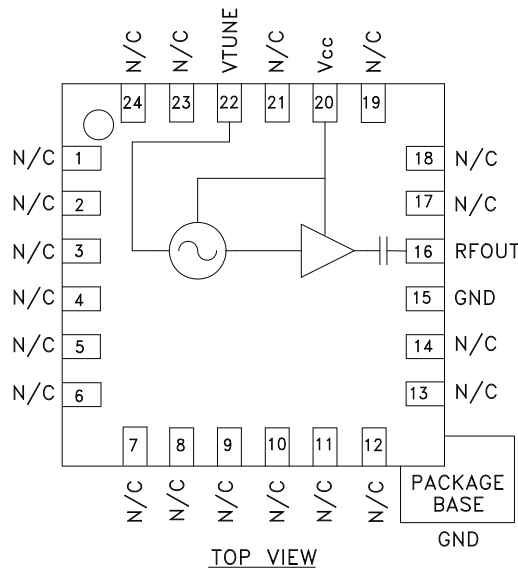 N/C N/C VTUNE N/C Vcc N/C
24 23 22 21 20 19
N/C 1
18 N/C
N/C 2
17 N/C
N/C 3
16 RFOUT
N/C 4
15 GND
N/C 5
14 N/C
N/C 6
13 N/C
7 8 9 10 11 12
N/C N/C N/C N/C N/C N/C
PACKAGE
BASE
GND
TOP VIEW